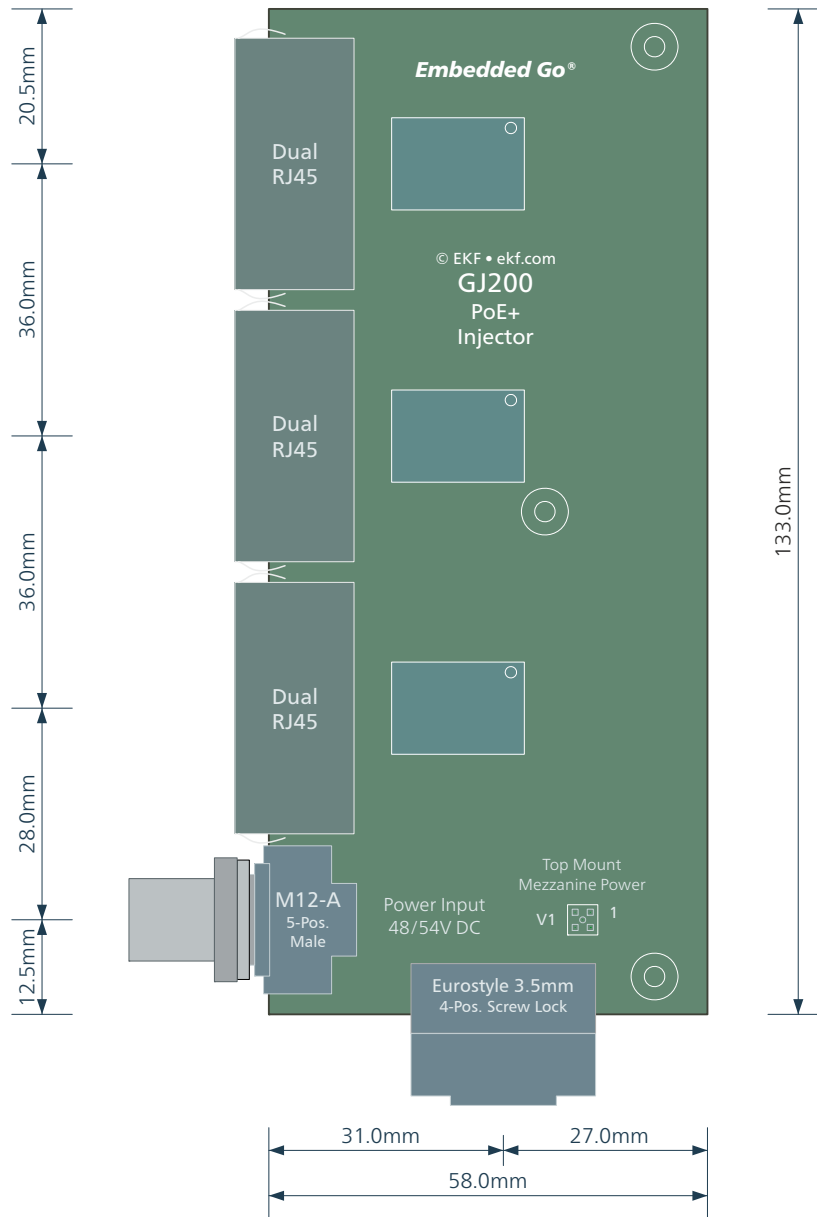 20.5mm
36.0mm
36.0mm
28.0mm
12.5mm
Embedded Go®
Dual
RJ45
© EKF • ekf.com
GJ200
PoE+
Injector
Dual
RJ45
Dual
RJ45
133.0mm
M12-A
5-Pos.
Male
Power Input
48/54V DC
Top Mount
Mezzanine Power
V1
1
Eurostyle 3.5mm
4-Pos. Screw Lock
31.0mm
27.0mm
58.0mm